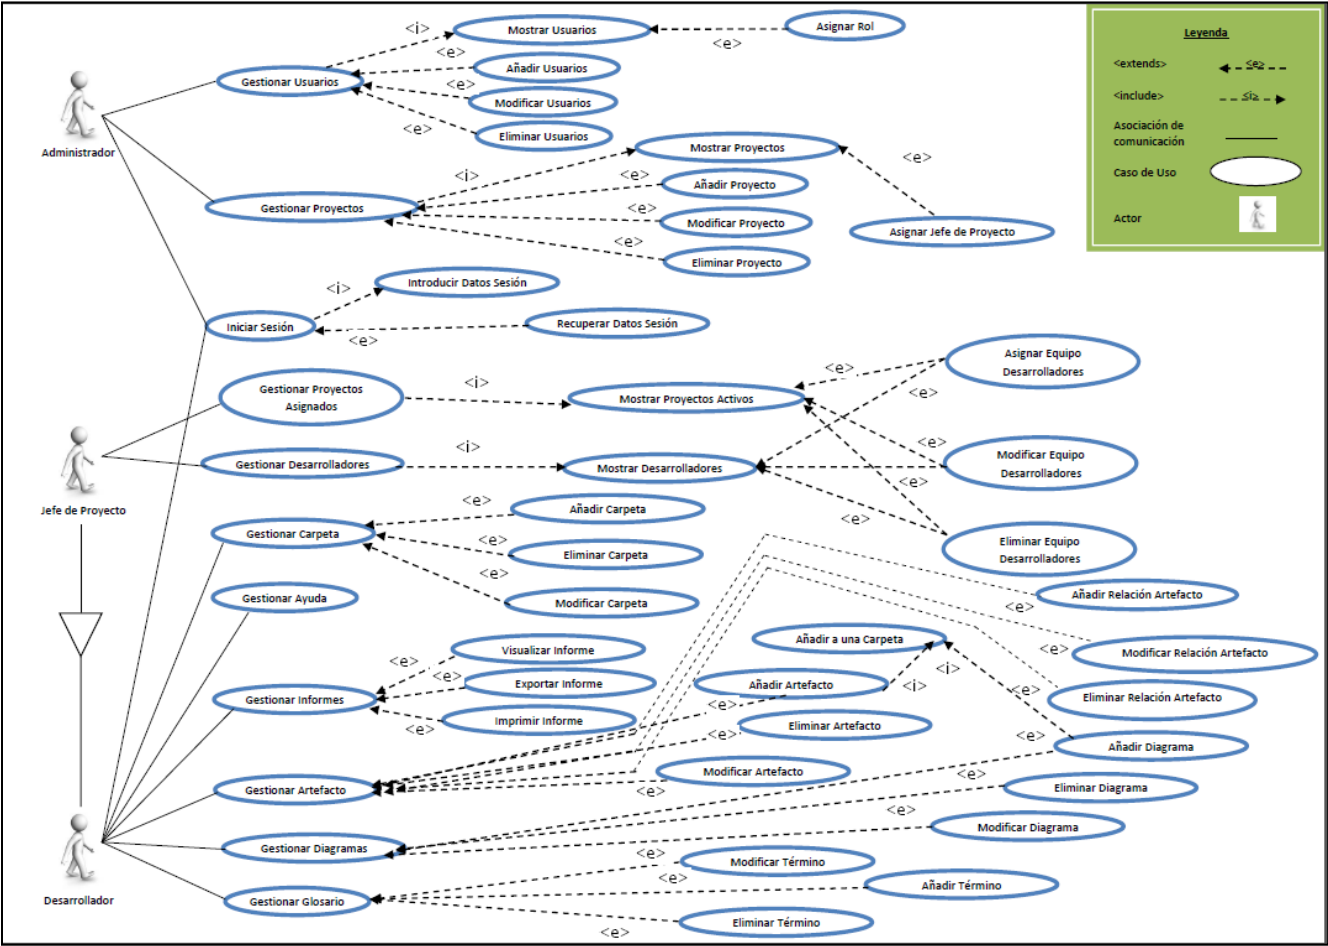 <i>
Mostrar Usuarios
<e>
Asignar Rol
<e>
Añadir Usuarios
Gestionar Usuarios
<e>
Modificar Usuarios
<e>
Eliminar Usuarios
Administrador
Leyenda
<extends>
<e>
<include>
<i>
Asociación de
comunicación
Caso de Uso
Actor
Mostrar Proyectos
<e>
<i>
<e>
Añadir Proyecto
Gestionar Proyectos
<e>
Modificar Proyecto
Asignar Jefe de Proyecto
<e>
Eliminar Proyecto
<i>
Introducir Datos Sesión
Iniciar Sesión
Recuperar Datos Sesión
<e>
Asignar Equipo
Desarrolladores
<e>
Gestionar Proyectos
Asignados
<i>
Mostrar Proyectos Activos
<e>
Gestionar Desarrolladores
<i>
Mostrar Desarrolladores
<e>
Modificar Equipo
Desarrolladores
<e>
Jefe de Proyecto
<e>
Añadir Carpeta
<e>
Gestionar Carpeta
<e>
Eliminar Carpeta
Eliminar Equipo
Desarrolladores
<e>
Modificar Carpeta
Gestionar Ayuda
Añadir Relación Artefacto
<e>
Visualizar Informe
Añadir a una Carpeta
<e>
Modificar Relación Artefacto
<e>
<e>
Exportar Informe
<i>
Añadir Artefacto
<i>
<e>
Eliminar Relación Artefacto
Gestionar Informes
<e>
Imprimir Informe
<e>
Eliminar Artefacto
<e>
<e>
Añadir Diagrama
Modificar Artefacto
<e>
<e>
Gestionar Artefacto
Eliminar Diagrama
<e>
Modificar Diagrama
Gestionar Diagramas
<e>
Modificar Término
<e>
Añadir Término
Gestionar Glosario
Desarrollador
Eliminar Término
<e>